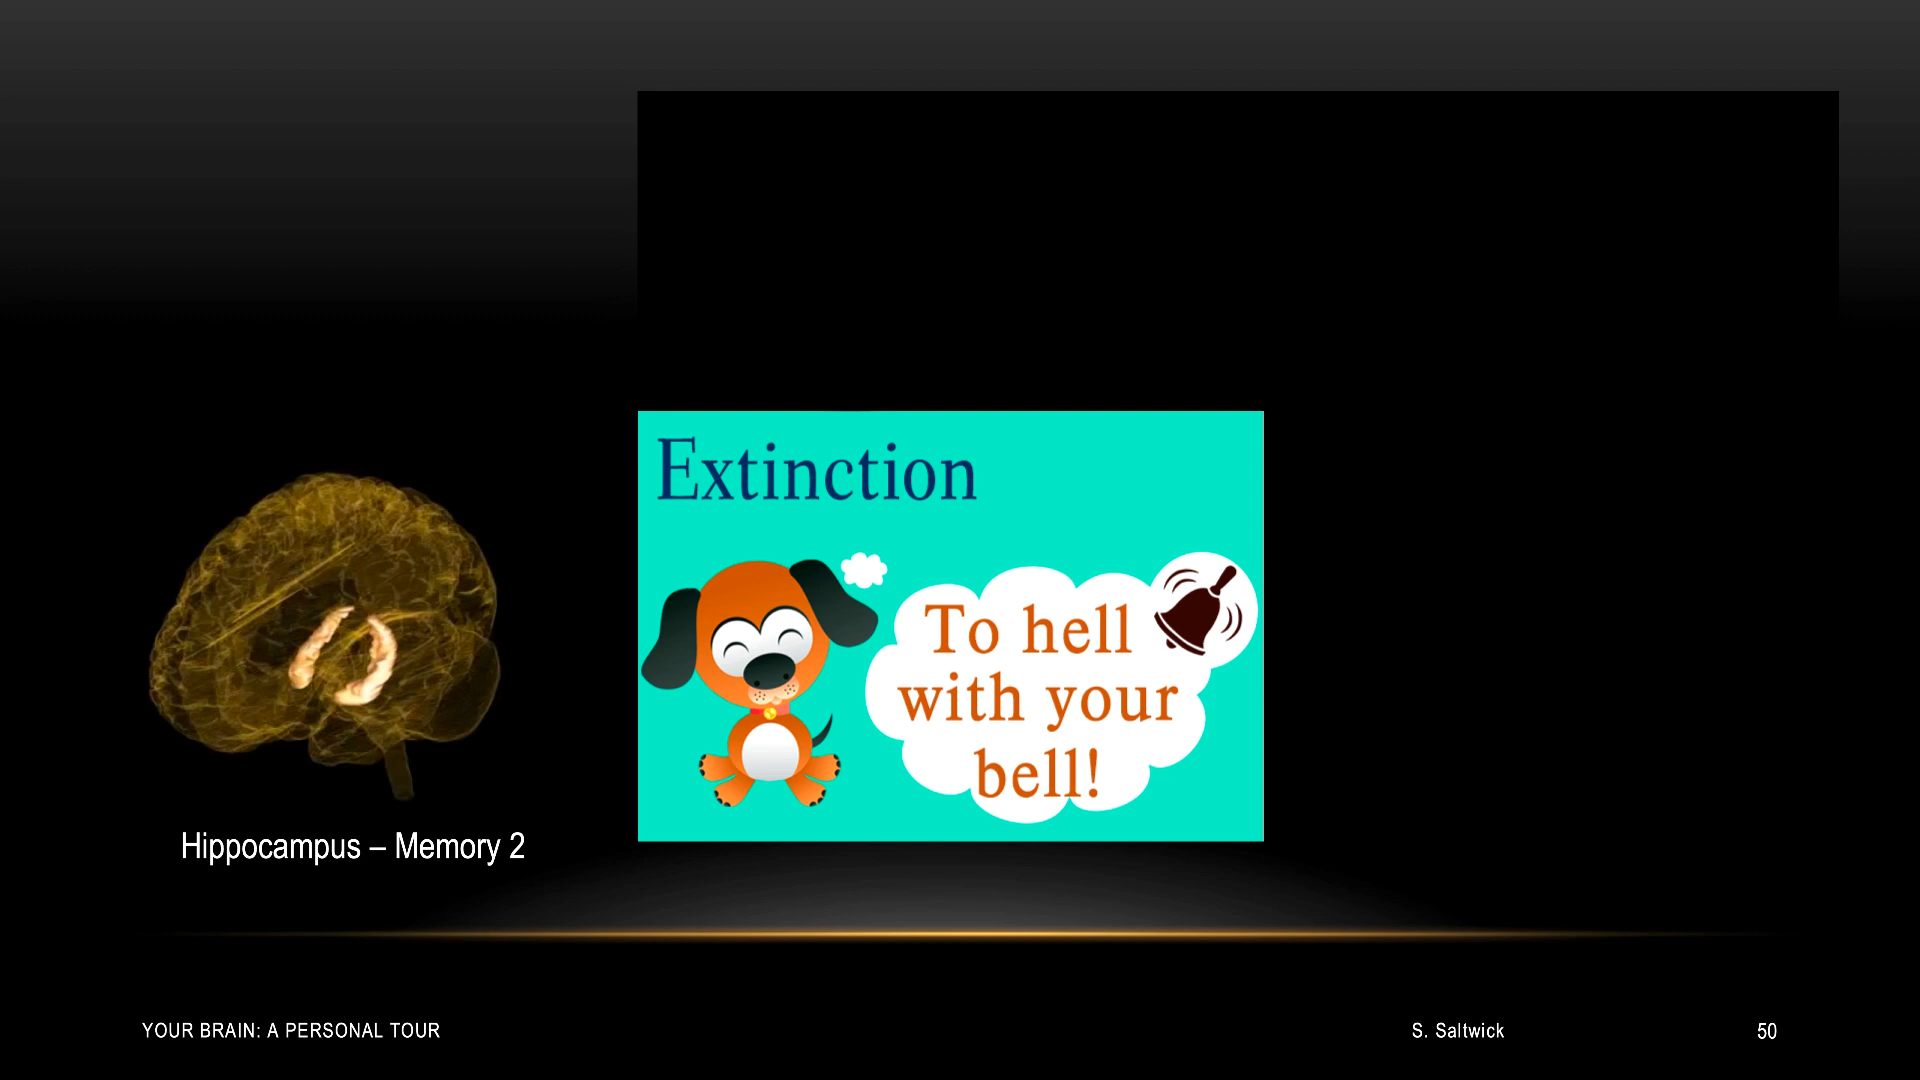 Extinction
To hell
with your
bell!
Hippocampus – Memory 2
YOUR BRAIN: A PERSONAL TOUR
S. Saltwick
50